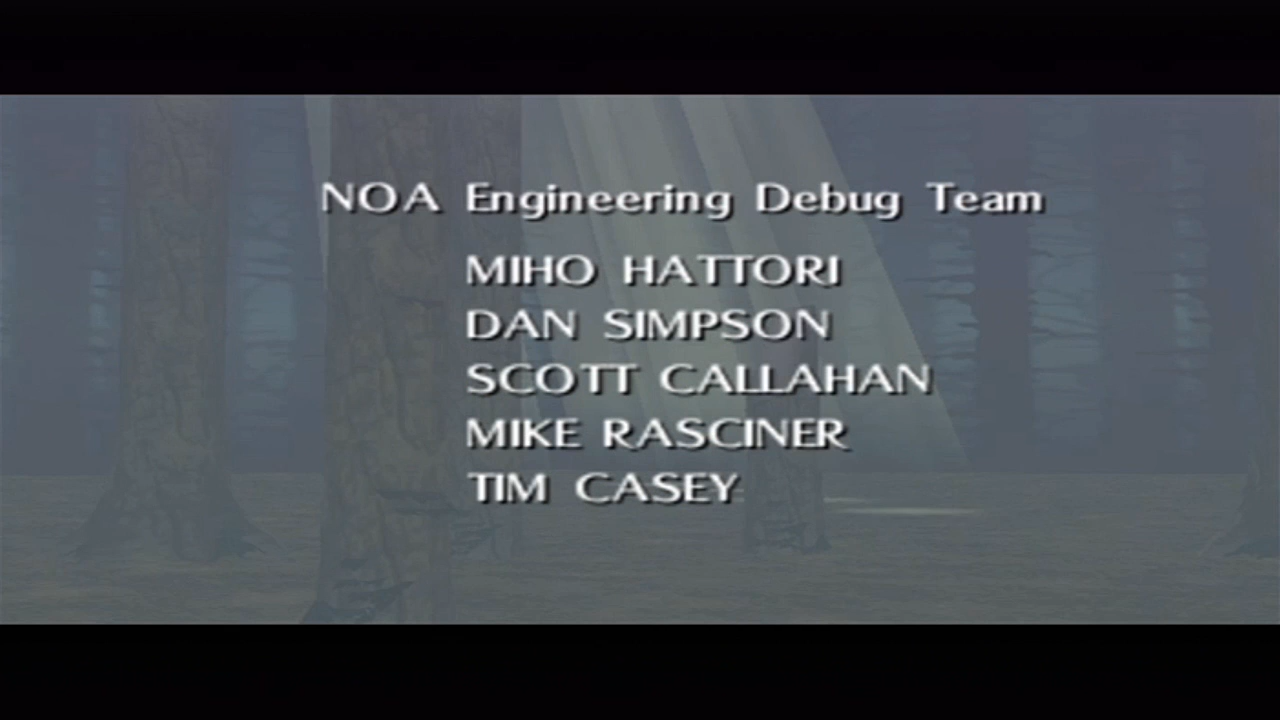 NOA Engineering Debug Team
MIHO HATTORI
DAN SIMPSON
SCOTT CALLAHAN
MIKE RASCINER
TIM CASEY